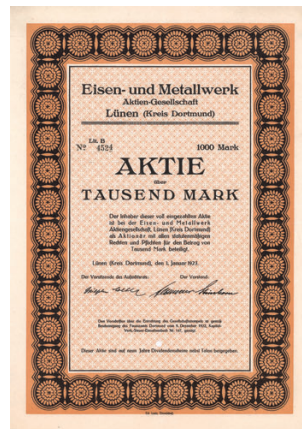 Eisen- und Metallwerk
Aktien-Gesellschaft
Lünen (Kreis Dortmund)
Lit. B
Nº 4524
1000 Mark
AKTIE
über
TAUSEND MARK
Der Inhaber dieser voll eingezahlten Aktie
ist bei der Eisen- und Metallwerk
Aktiengesellschaft, Lünen (Kreis Dortmund)
als Aktionär mit allen statutenmäßigen
Rechten und Pflichten für den Betrag von
Tausend Mark beteiligt.
Lünen (Kreis Dortmund), den 1. Januar 1923.
Der Vorsitzende des Aufsichtsrats:
Der Vorstand:
Dieser Aktie sind auf neun Jahre Dividendenscheine nebst Talon beigegeben.